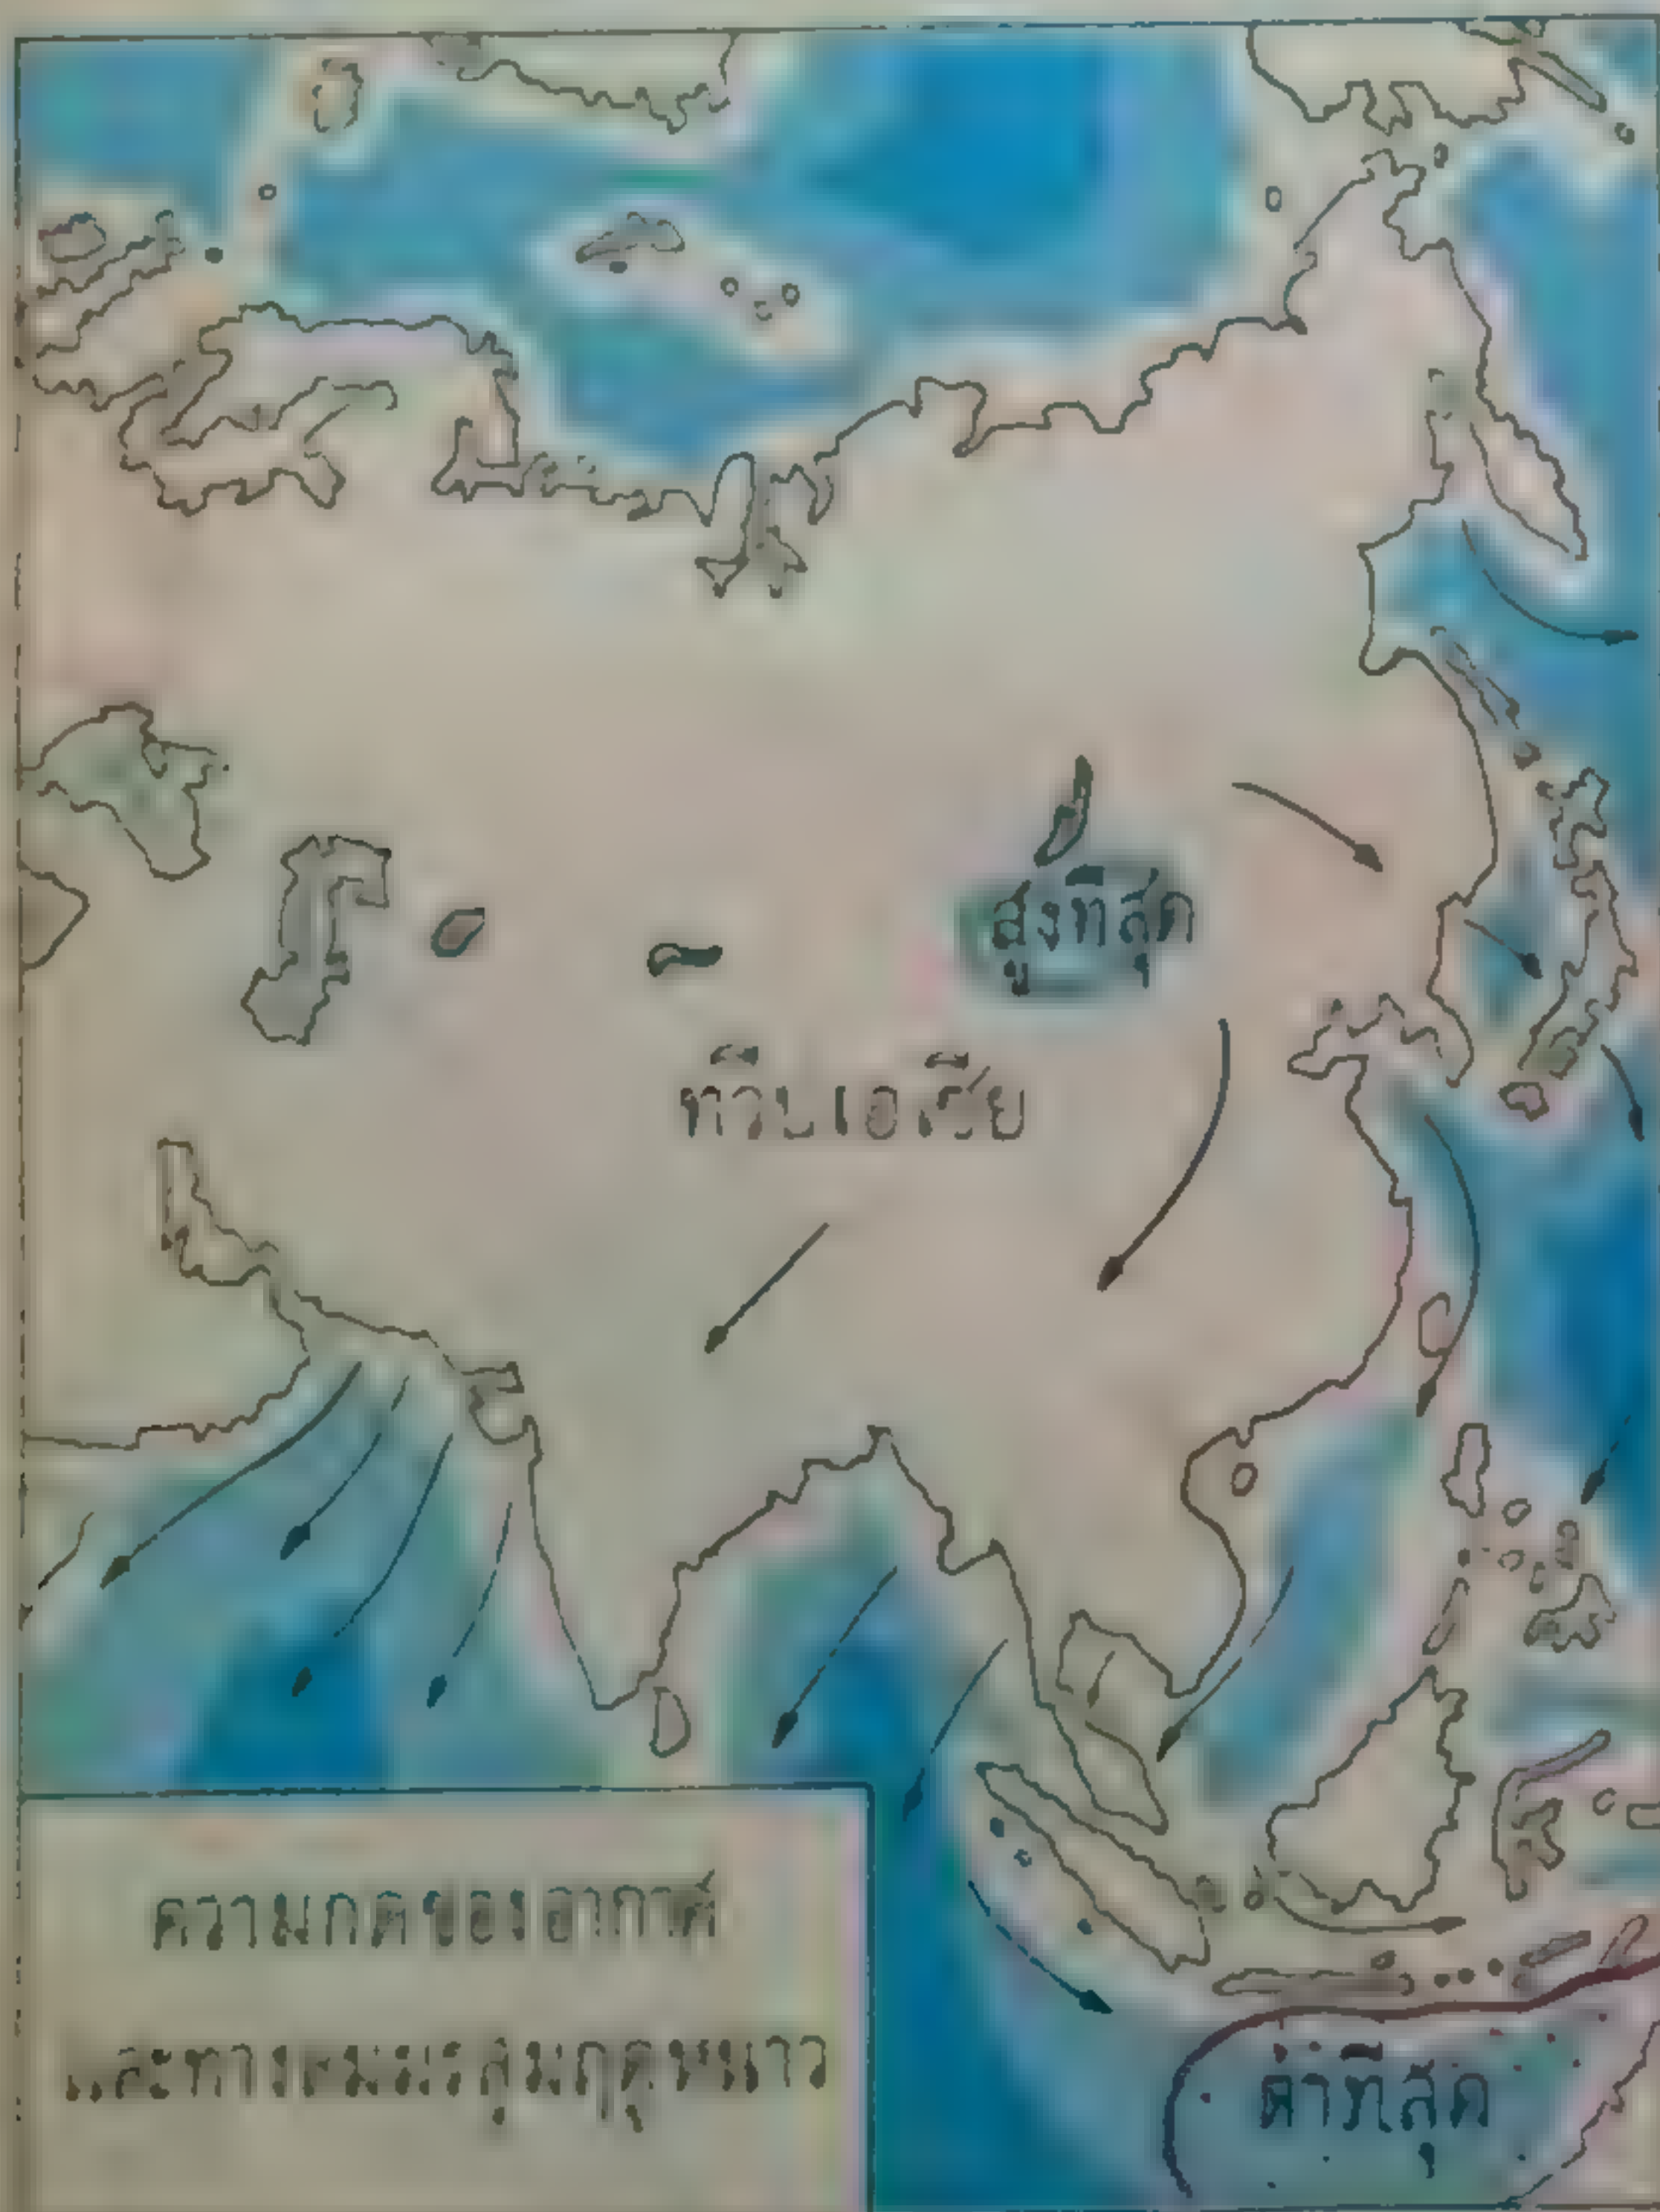 สูงที่สุด
ทวีปเอเซีย
ความกดของอากาศ
และทางลมมรสุมฤดูหนาว
ต่ำที่สุด